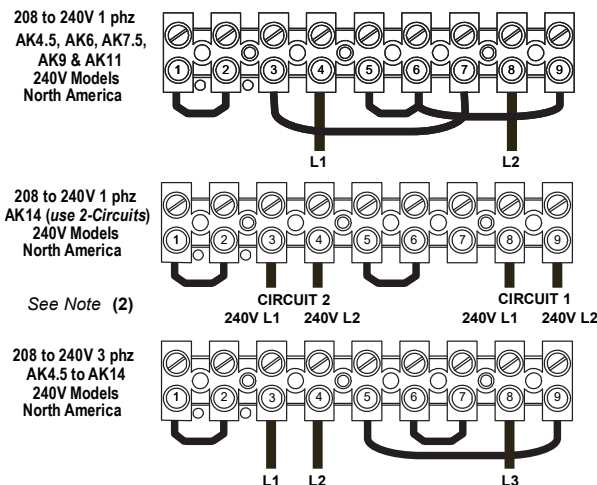 208 to 240V 1 phz
AK4.5, AK6, AK7.5,
AK9 & AK11
240V Models
North America
1 2 3 4 5 6 7 8 9
L1 L2
208 to 240V 1 phz
AK14 (use 2-Circuits)
240V Models
North America
1 2 3 4 5 6 7 8 9
See Note (2)
CIRCUIT 2 CIRCUIT 1
240V L1 240V L2 240V L1 240V L2
208 to 240V 3 phz
AK4.5 to AK14
240V Models
North America
1 2 3 4 5 6 7 8 9
L1 L2 L3